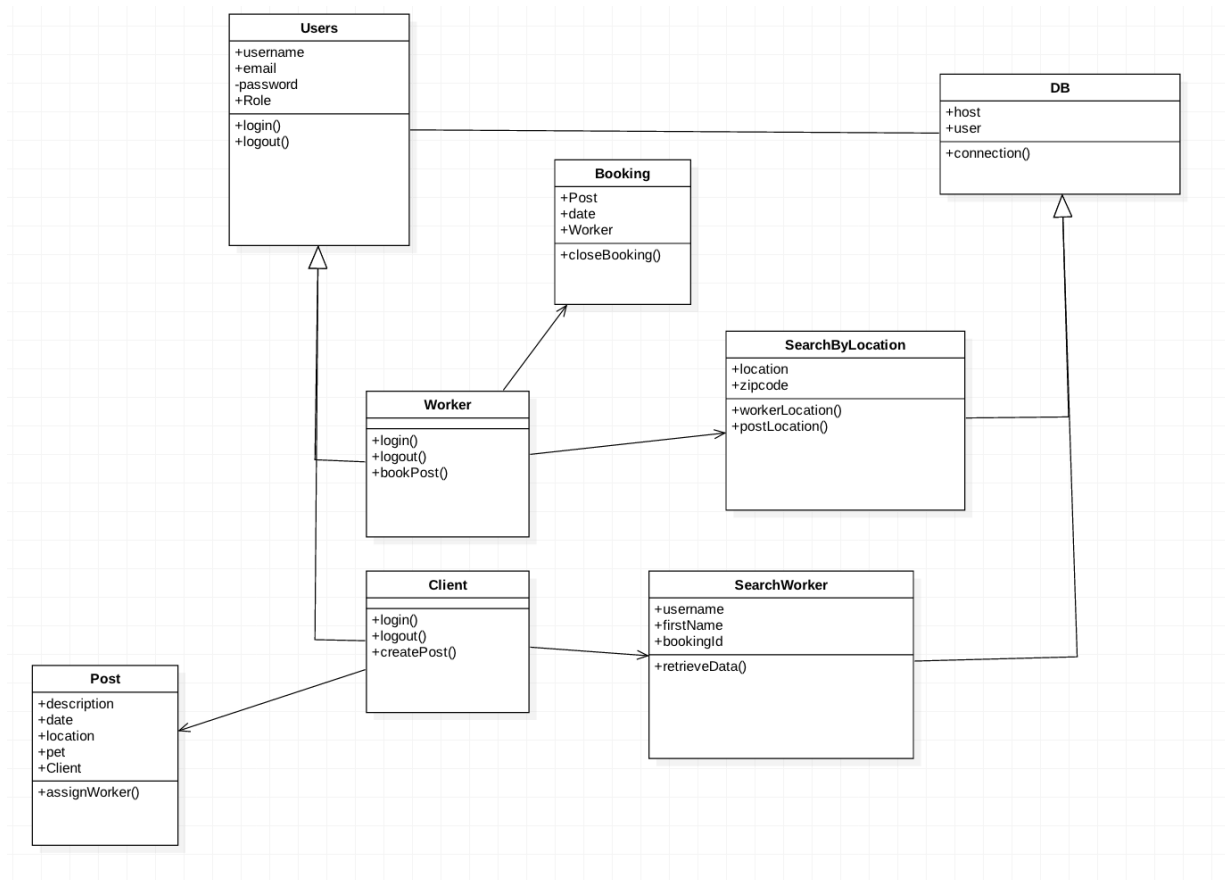 Users
+username
+email
-password
+Role
+login()
+logout()
DB
+host
+user
+connection()
Booking
+Post
+date
+Worker
+closeBooking()
SearchByLocation
+location
+zipcode
+workerLocation()
+postLocation()
Worker
+login()
+logout()
+bookPost()
Client
+login()
+logout()
+createPost()
SearchWorker
+username
+firstName
+bookingId
+retrieveData()
Post
+description
+date
+location
+pet
+Client
+assignWorker()